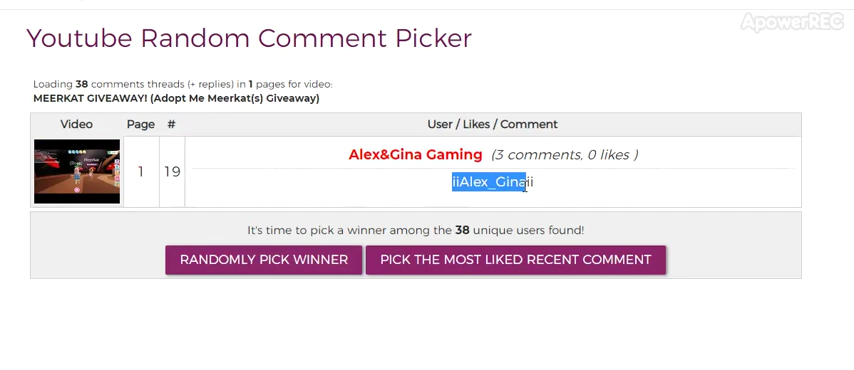 ApowerREC
Youtube Random Comment Picker
Loading 38 comments threads (+ replies) in 1 pages for video:
MEERKAT GIVEAWAY! (Adopt Me Meerkat(s) Giveaway)
Video Page # User / Likes / Comment
1 19 Alex&Gina Gaming (3 comments, 0 likes )
iiAlex_Ginaii
It's time to pick a winner among the 38 unique users found!
RANDOMLY PICK WINNER PICK THE MOST LIKED RECENT COMMENT